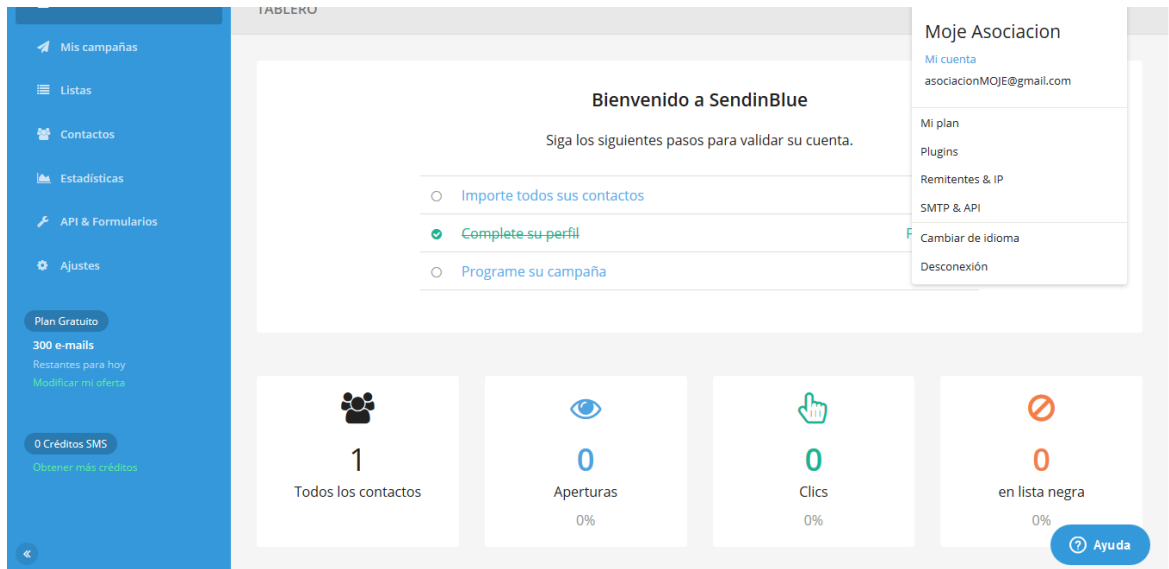 TABLERO
Mis campañas
Listas
Contactos
Estadísticas
API & Formularios
Ajustes
Plan Gratuito
300 e-mails
Restantes para hoy
Modificar mi oferta
0 Créditos SMS
Obtener más créditos
Bienvenido a SendinBlue
Siga los siguientes pasos para validar su cuenta.
Importe todos sus contactos
Complete su perfil
Programe su campaña
Moje Asociacion
Mi cuenta
asociacionMOJE@gmail.com
Mi plan
Plugins
Remitentes & IP
SMTP & API
Cambiar de idioma
Desconexión
1
Todos los contactos
0
Aperturas
0%
0
Clics
0%
0
en lista negra
0%
Ayuda